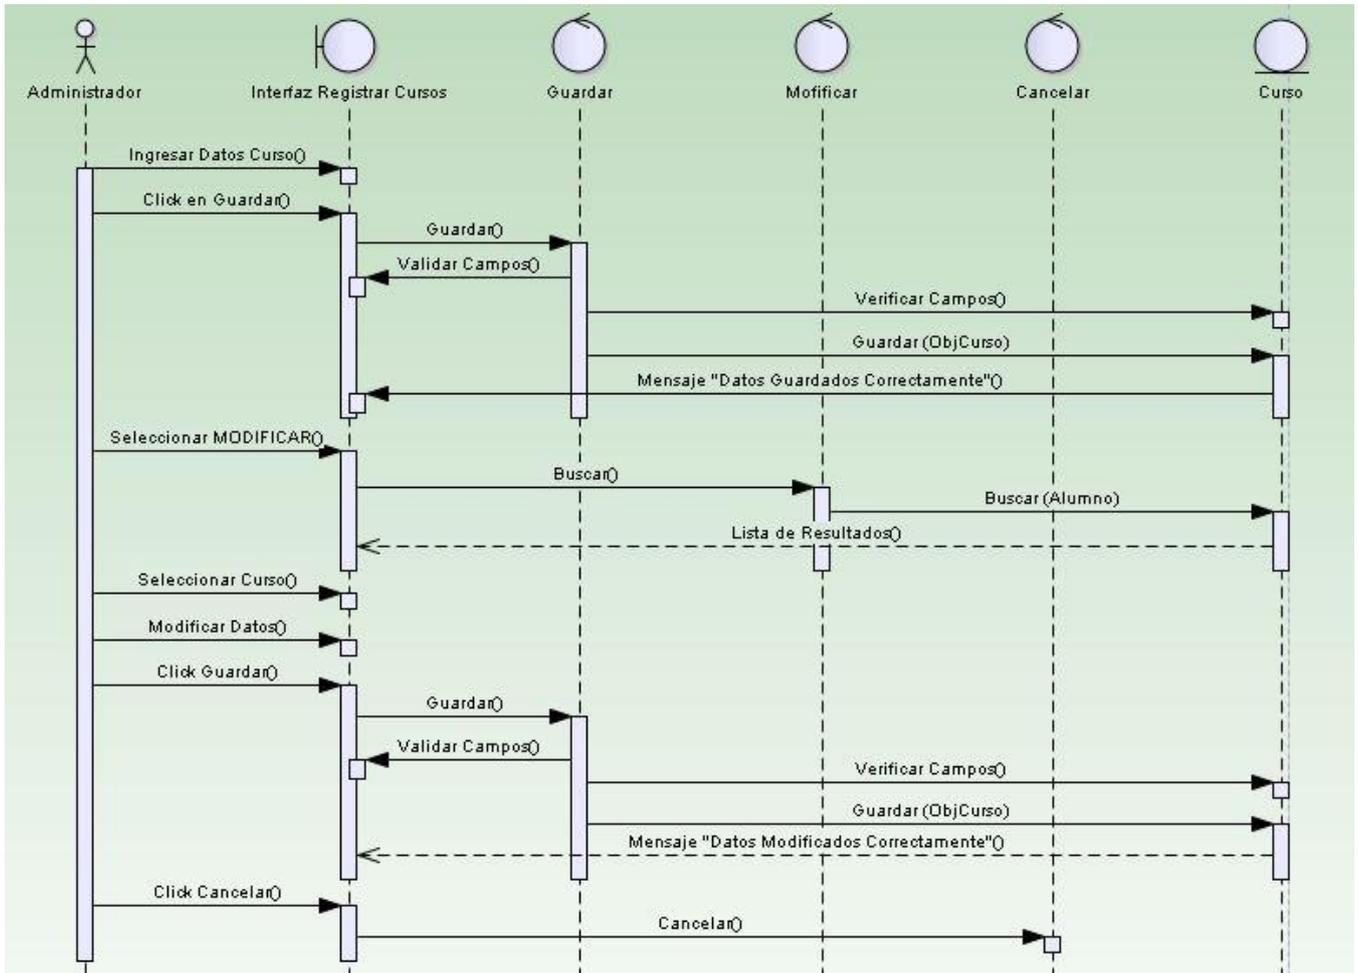 Administrador
Interfaz Registrar Cursos
Guardar
Mofificar
Cancelar
Curso
Ingresar Datos Curso()
Click en Guardar()
Guardar()
Validar Campos()
Verificar Campos()
Guardar (ObjCurso)
Mensaje "Datos Guardados Correctamente"()
Seleccionar MODIFICAR()
Buscar()
Buscar (Alumno)
Lista de Resultados()
Seleccionar Curso()
Modificar Datos()
Click Guardar()
Guardar()
Validar Campos()
Verificar Campos()
Guardar (ObjCurso)
Mensaje "Datos Modificados Correctamente"()
Click Cancelar()
Cancelar()